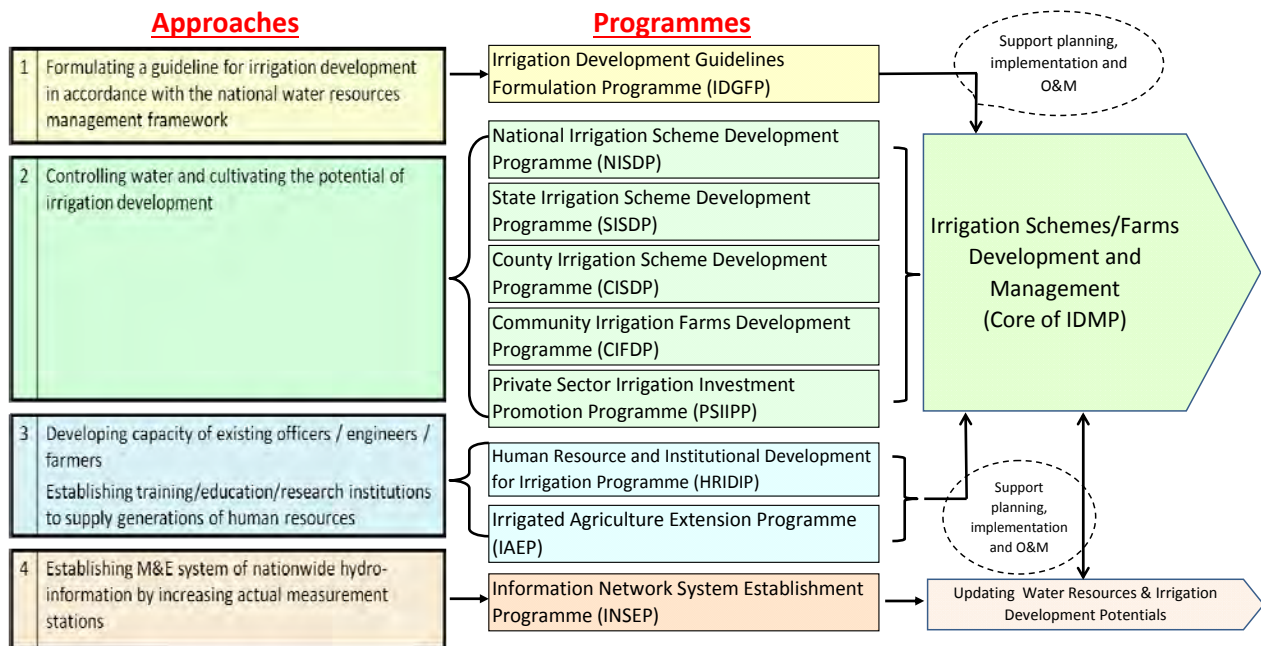 Approaches
Programmes
1 Formulating a guideline for irrigation development
in accordance with the national water resources
management framework
Irrigation Development Guidelines
Formulation Programme (IDGFP)
Support planning,
implementation and
O&M
2 Controlling water and cultivating the potential of
irrigation development
National Irrigation Scheme Development
Programme (NISDP)
State Irrigation Scheme Development
Programme (SISDP)
County Irrigation Scheme Development
Programme (CISDP)
Community Irrigation Farms Development
Programme (CIFDP)
Private Sector Irrigation Investment
Promotion Programme (PSIIPP)
Irrigation Schemes/Farms
Development and
Management
(Core of IDMP)
3 Developing capacity of existing officers / engineers /
farmers
Establishing training/education/research institutions
to supply generations of human resources
Human Resource and Institutional Development
for Irrigation Programme (HRIDIP)
Irrigated Agriculture Extension Programme
(IAEP)
Support
planning,
implementation
and O&M
4 Establishing M&E system of nationwide hydro-
information by increasing actual measurement
stations
Information Network System Establishment
Programme (INSEP)
Updating Water Resources & Irrigation
Development Potentials